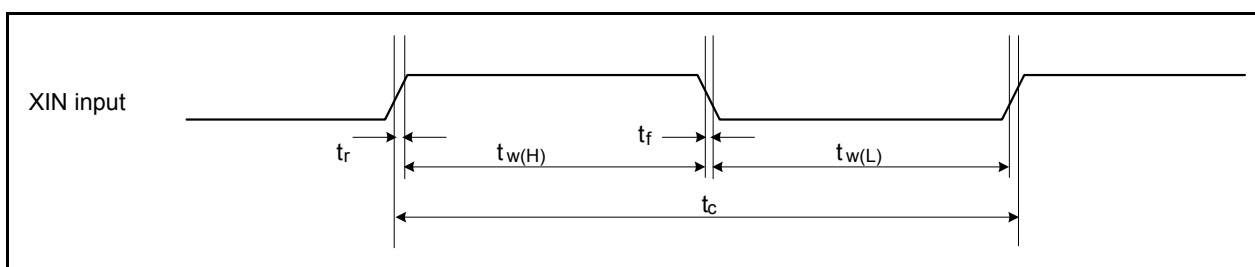 XIN input
tr
tw(H)
tf
tw(L)
tc